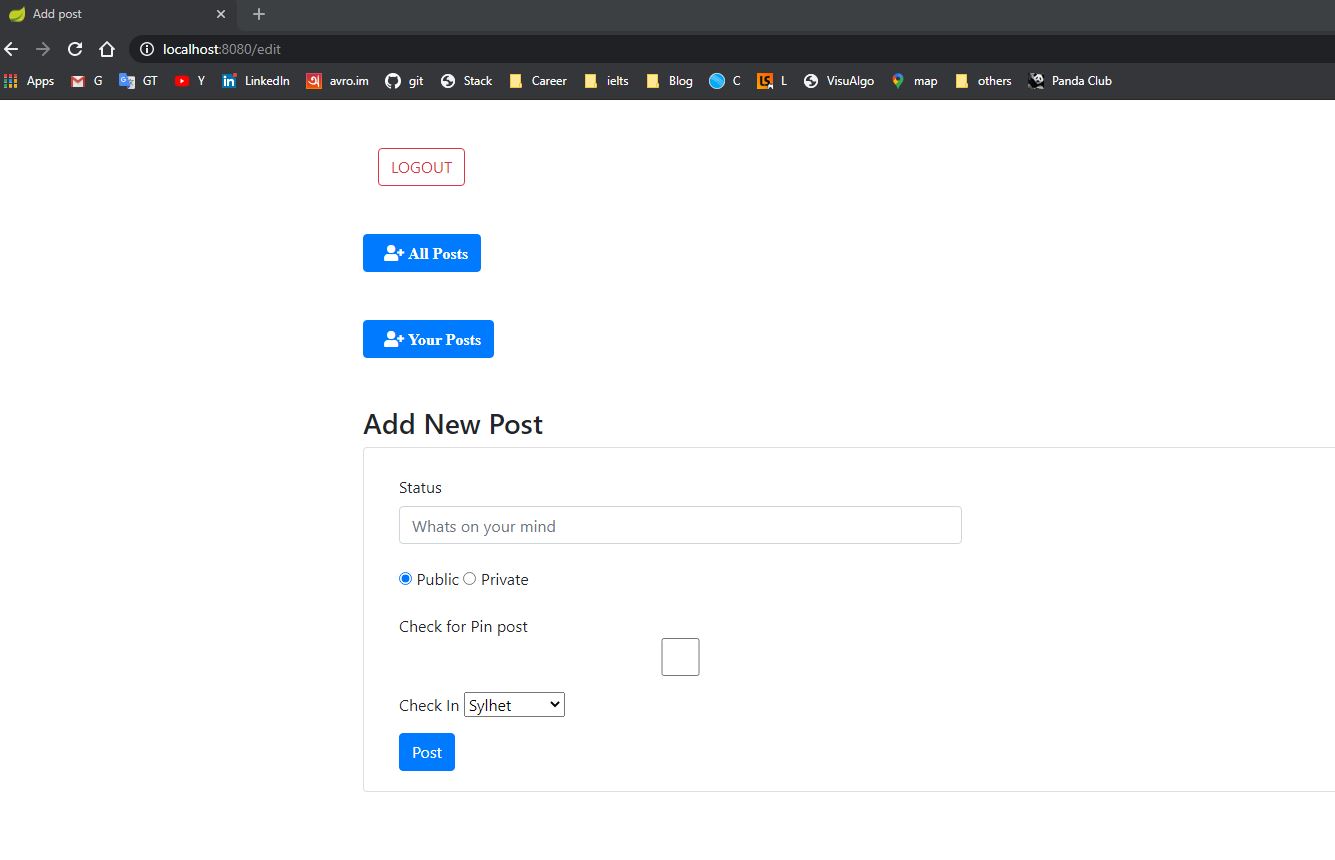 Add post
localhost:8080/edit
Apps G GT Y LinkedIn avro.im git Stack Career ielts Blog C L VisuAlgo map others Panda Club
LOGOUT
All Posts
Your Posts
Add New Post
Status
Whats on your mind
Public Private
Check for Pin post
Check In Sylhet
Post